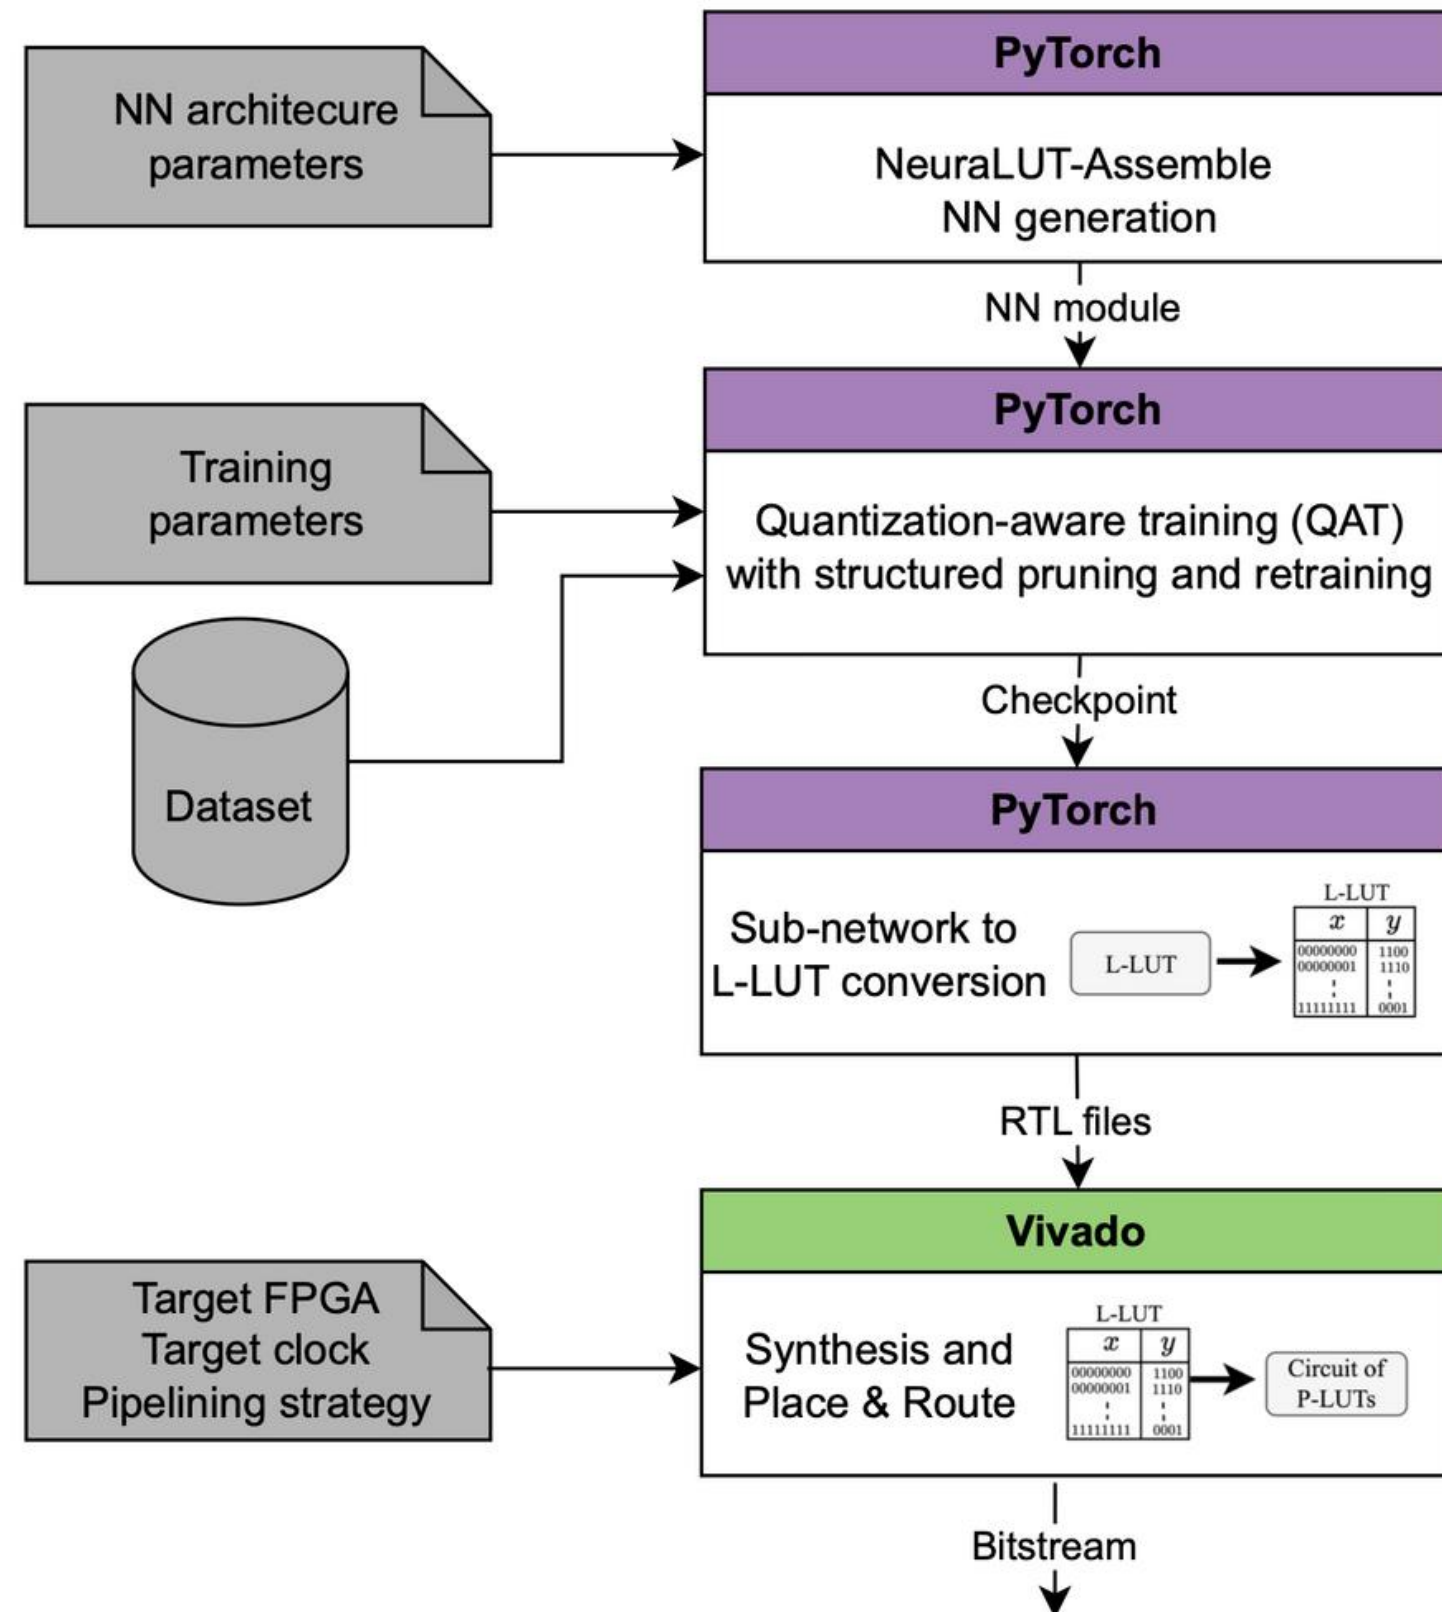 NN architecure
parameters
PyTorch
NeuraLUT-Assemble
NN generation
NN module
Training
parameters
PyTorch
Quantization-aware training (QAT)
with structured pruning and retraining
Dataset
Checkpoint
PyTorch
Sub-network to
L-LUT conversion
L-LUT
L-LUT
x y
00000000 1100
00000001 1110
11111111 0001
RTL files
Target FPGA
Target clock
Pipelining strategy
Vivado
Synthesis and
Place & Route
L-LUT
x y
00000000 1100
00000001 1110
11111111 0001
Circuit of
P-LUTs
Bitstream